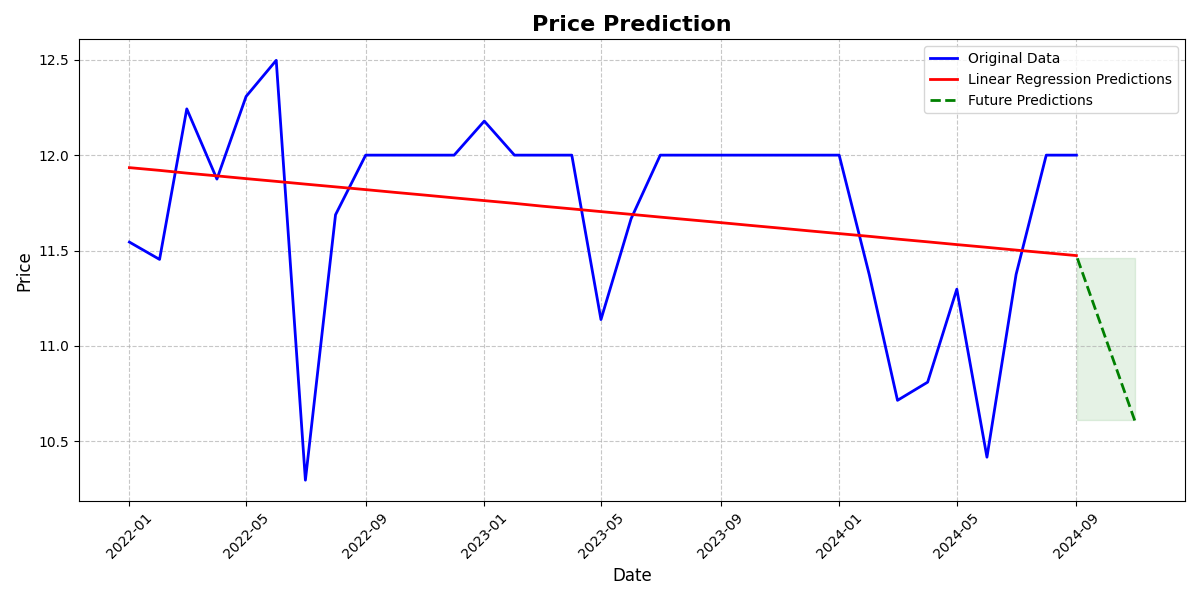 Price Prediction
Original Data
Linear Regression Predictions
Future Predictions
Price
12.5
12.0
11.5
11.0
10.5
2022-01
2022-05
2022-09
2023-01
2023-05
2023-09
2024-01
2024-05
2024-09
Date